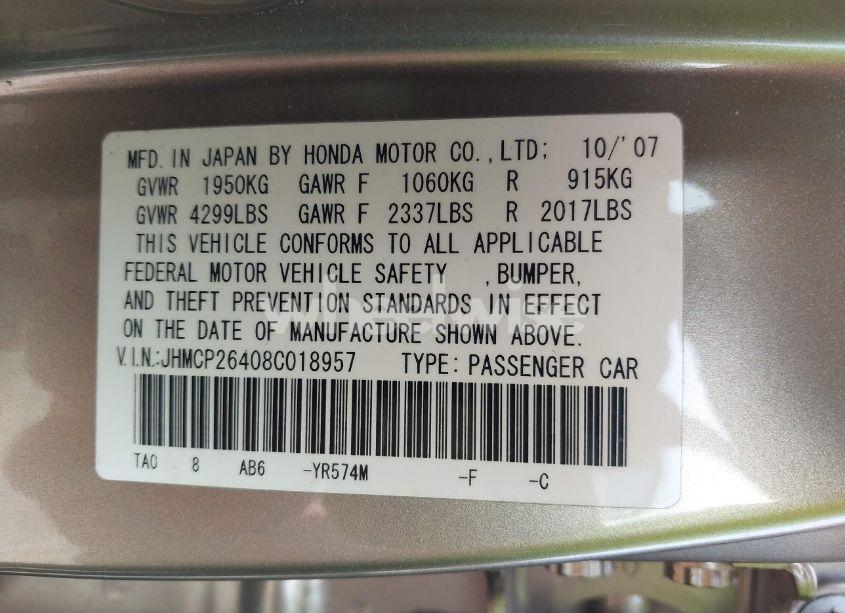 MFD. IN JAPAN BY HONDA MOTOR CO., LTD; 10/'07
GVWR 1950KG GAWR F 1060KG R 915KG
GVWR 4299LBS GAWR F 2337LBS R 2017LBS
THIS VEHICLE CONFORMS TO ALL APPLICABLE
FEDERAL MOTOR VEHICLE SAFETY , BUMPER,
AND THEFT PREVENTION STANDARDS IN EFFECT
wheelwise
ON THE DATE OF MANUFACTURE SHOWN ABOVE.
V.I.N.:JHMCP26408C018957 TYPE: PASSENGER CAR
TA0 8 AB6 -YR574M -F -C